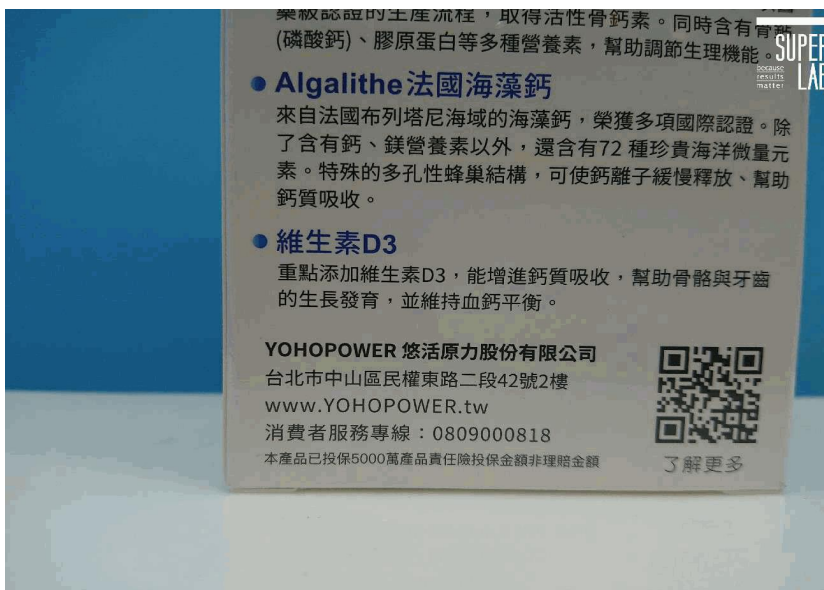 藥級認證的生產流程，取得活性骨鈣素。同時含有骨鈣
(磷酸鈣)、膠原蛋白等多種營養素，幫助調節生理機能。
SUPER
LAB
because
results
matter
Algalithe法國海藻鈣
來自法國布列塔尼海域的海藻鈣，榮獲多項國際認證。除
了含有鈣、鎂營養素以外，還含有72 種珍貴海洋微量元
素。特殊的多孔性蜂巢結構，可使鈣離子緩慢釋放、幫助
鈣質吸收。
維生素D3
重點添加維生素D3，能增進鈣質吸收，幫助骨骼與牙齒
的生長發育，並維持血鈣平衡。
YOHOPOWER 悠活原力股份有限公司
台北市中山區民權東路二段42號2樓
www.YOHOPOWER.tw
消費者服務專線：0809000818
本產品已投保5000萬產品責任險投保金額非理賠金額
了解更多